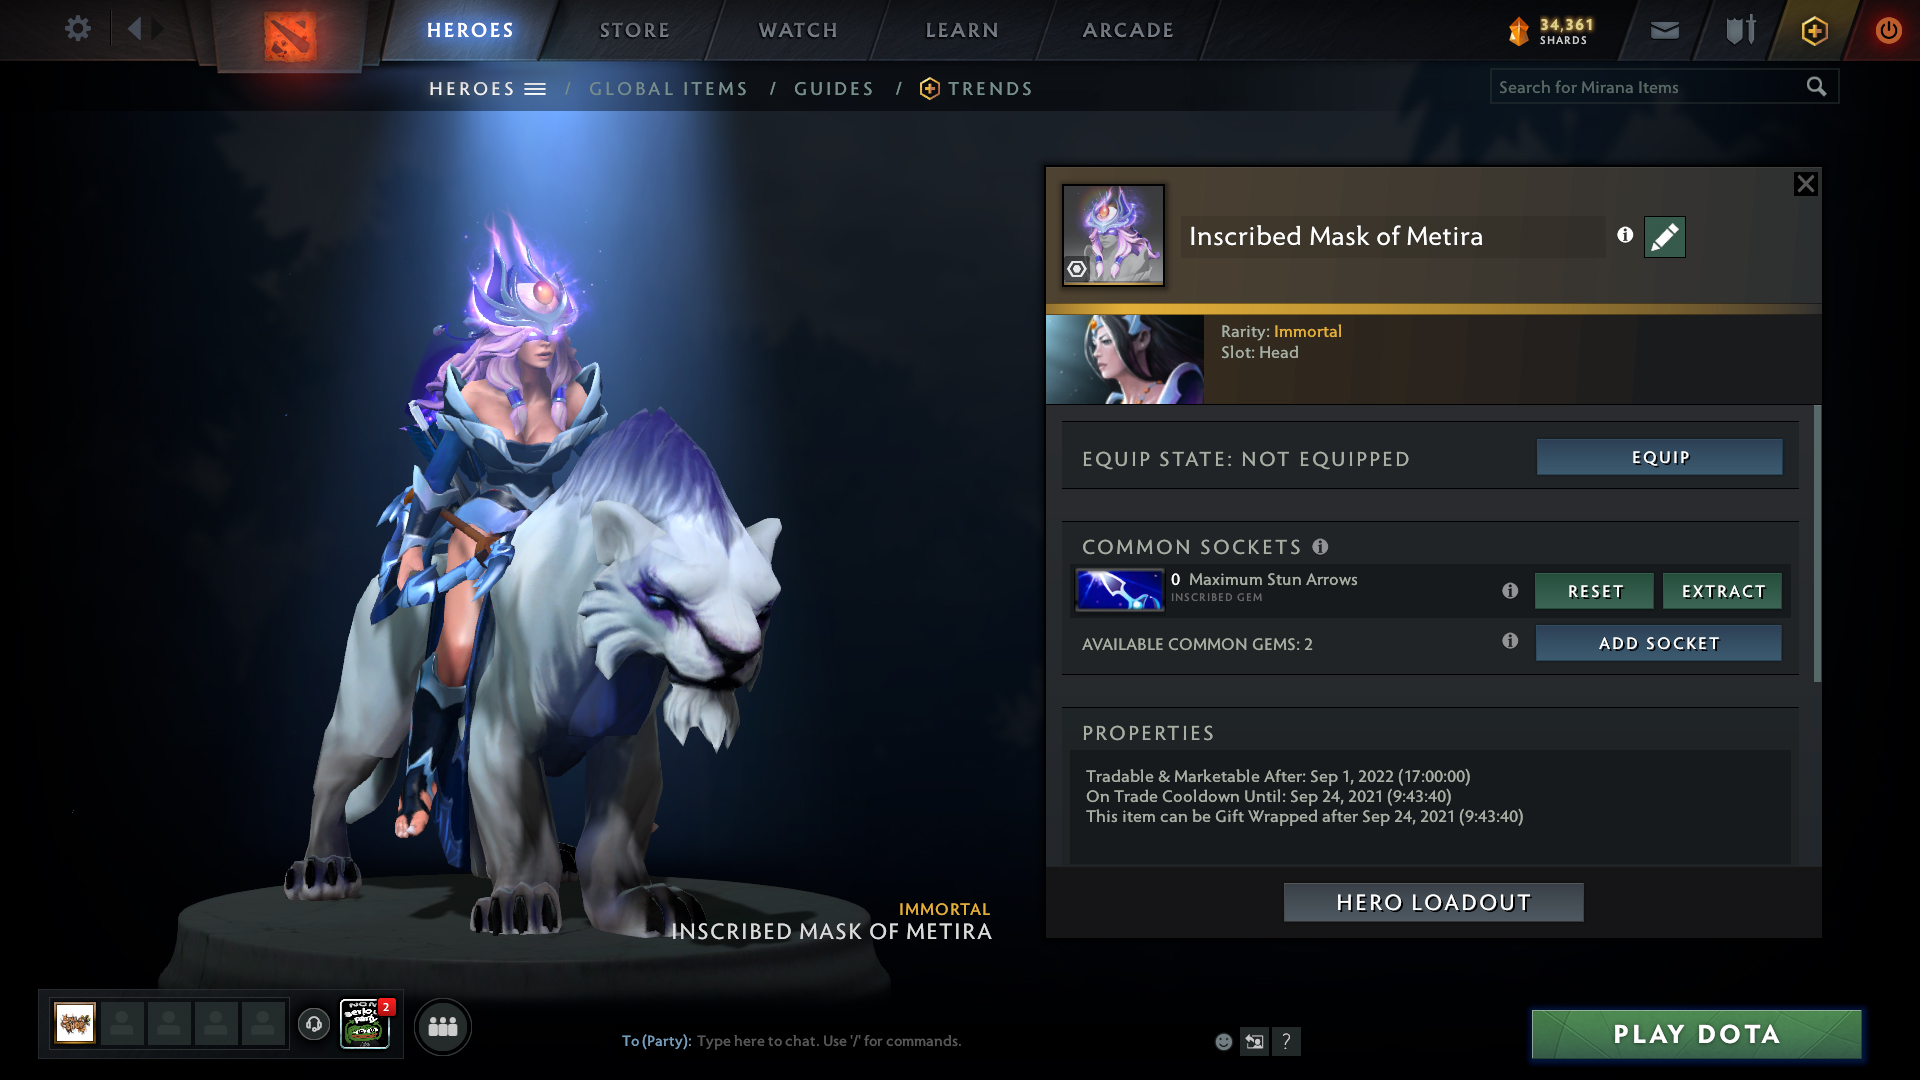 HEROES
STORE
WATCH
LEARN
ARCADE
34,361
SHARDS
HEROES / GLOBAL ITEMS / GUIDES / TRENDS
Search for Mirana Items
Inscribed Mask of Metira
Rarity: Immortal
Slot: Head
EQUIP STATE: NOT EQUIPPED
EQUIP
COMMON SOCKETS
0 Maximum Stun Arrows
INSCRIBED GEM
RESET
EXTRACT
AVAILABLE COMMON GEMS: 2
ADD SOCKET
PROPERTIES
Tradable & Marketable After: Sep 1, 2022 (17:00:00)
On Trade Cooldown Until: Sep 24, 2021 (9:43:40)
This item can be Gift Wrapped after Sep 24, 2021 (9:43:40)
HERO LOADOUT
IMMORTAL
INSCRIBED MASK OF METIRA
2
To (Party): Type here to chat. Use '/' for commands.
?
PLAY DOTA